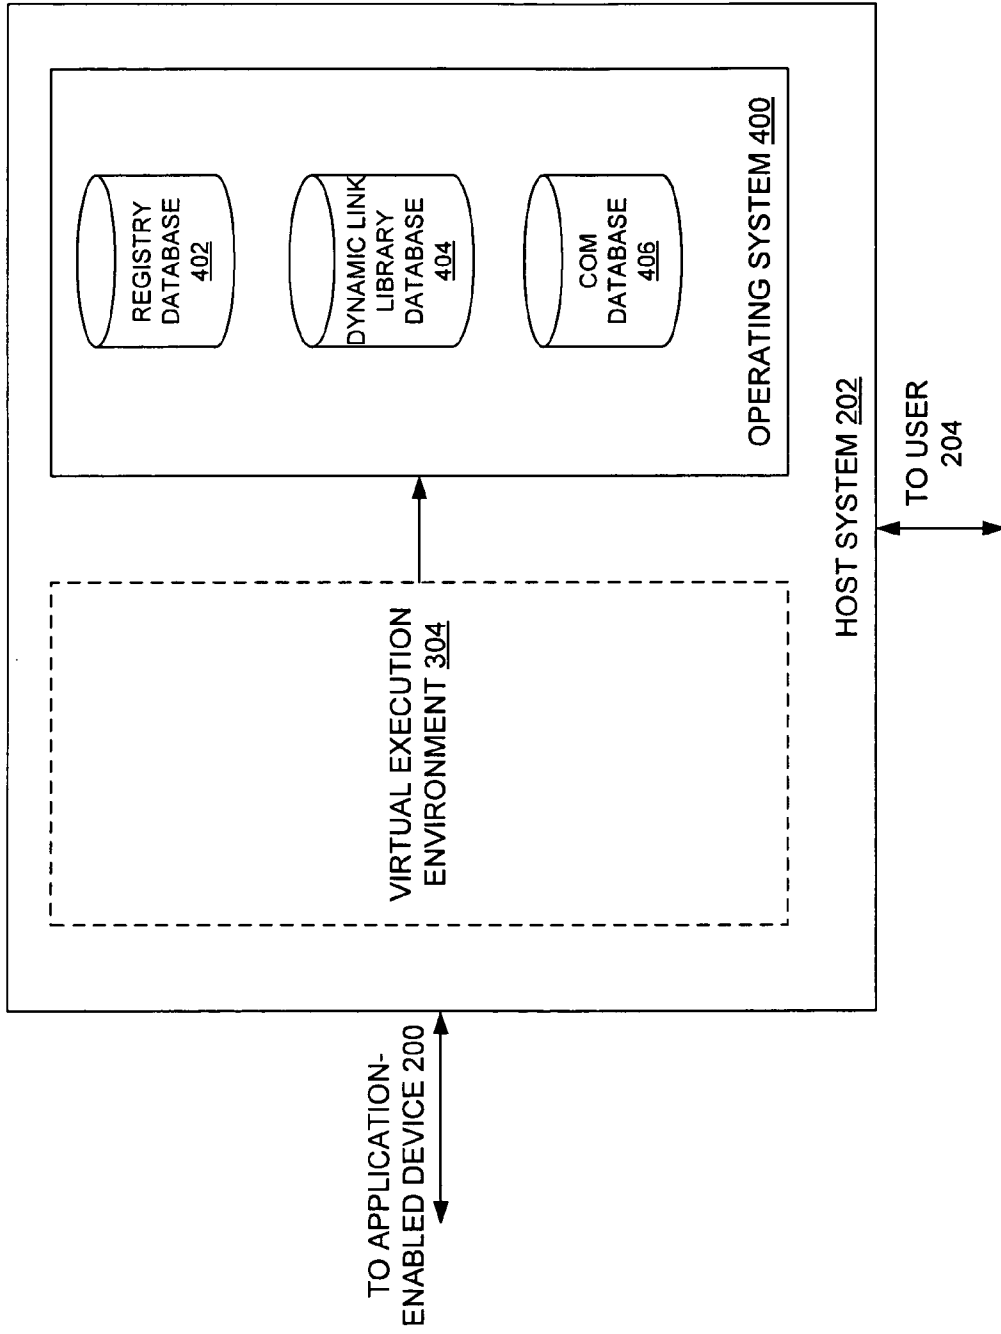 REGISTRY
DATABASE
402
DYNAMIC LINK
LIBRARY
DATABASE
404
COM
DATABASE
406
OPERATING SYSTEM 400
VIRTUAL EXECUTION
ENVIRONMENT 304
HOST SYSTEM 202
TO USER
204
TO APPLICATION-
ENABLED DEVICE 200